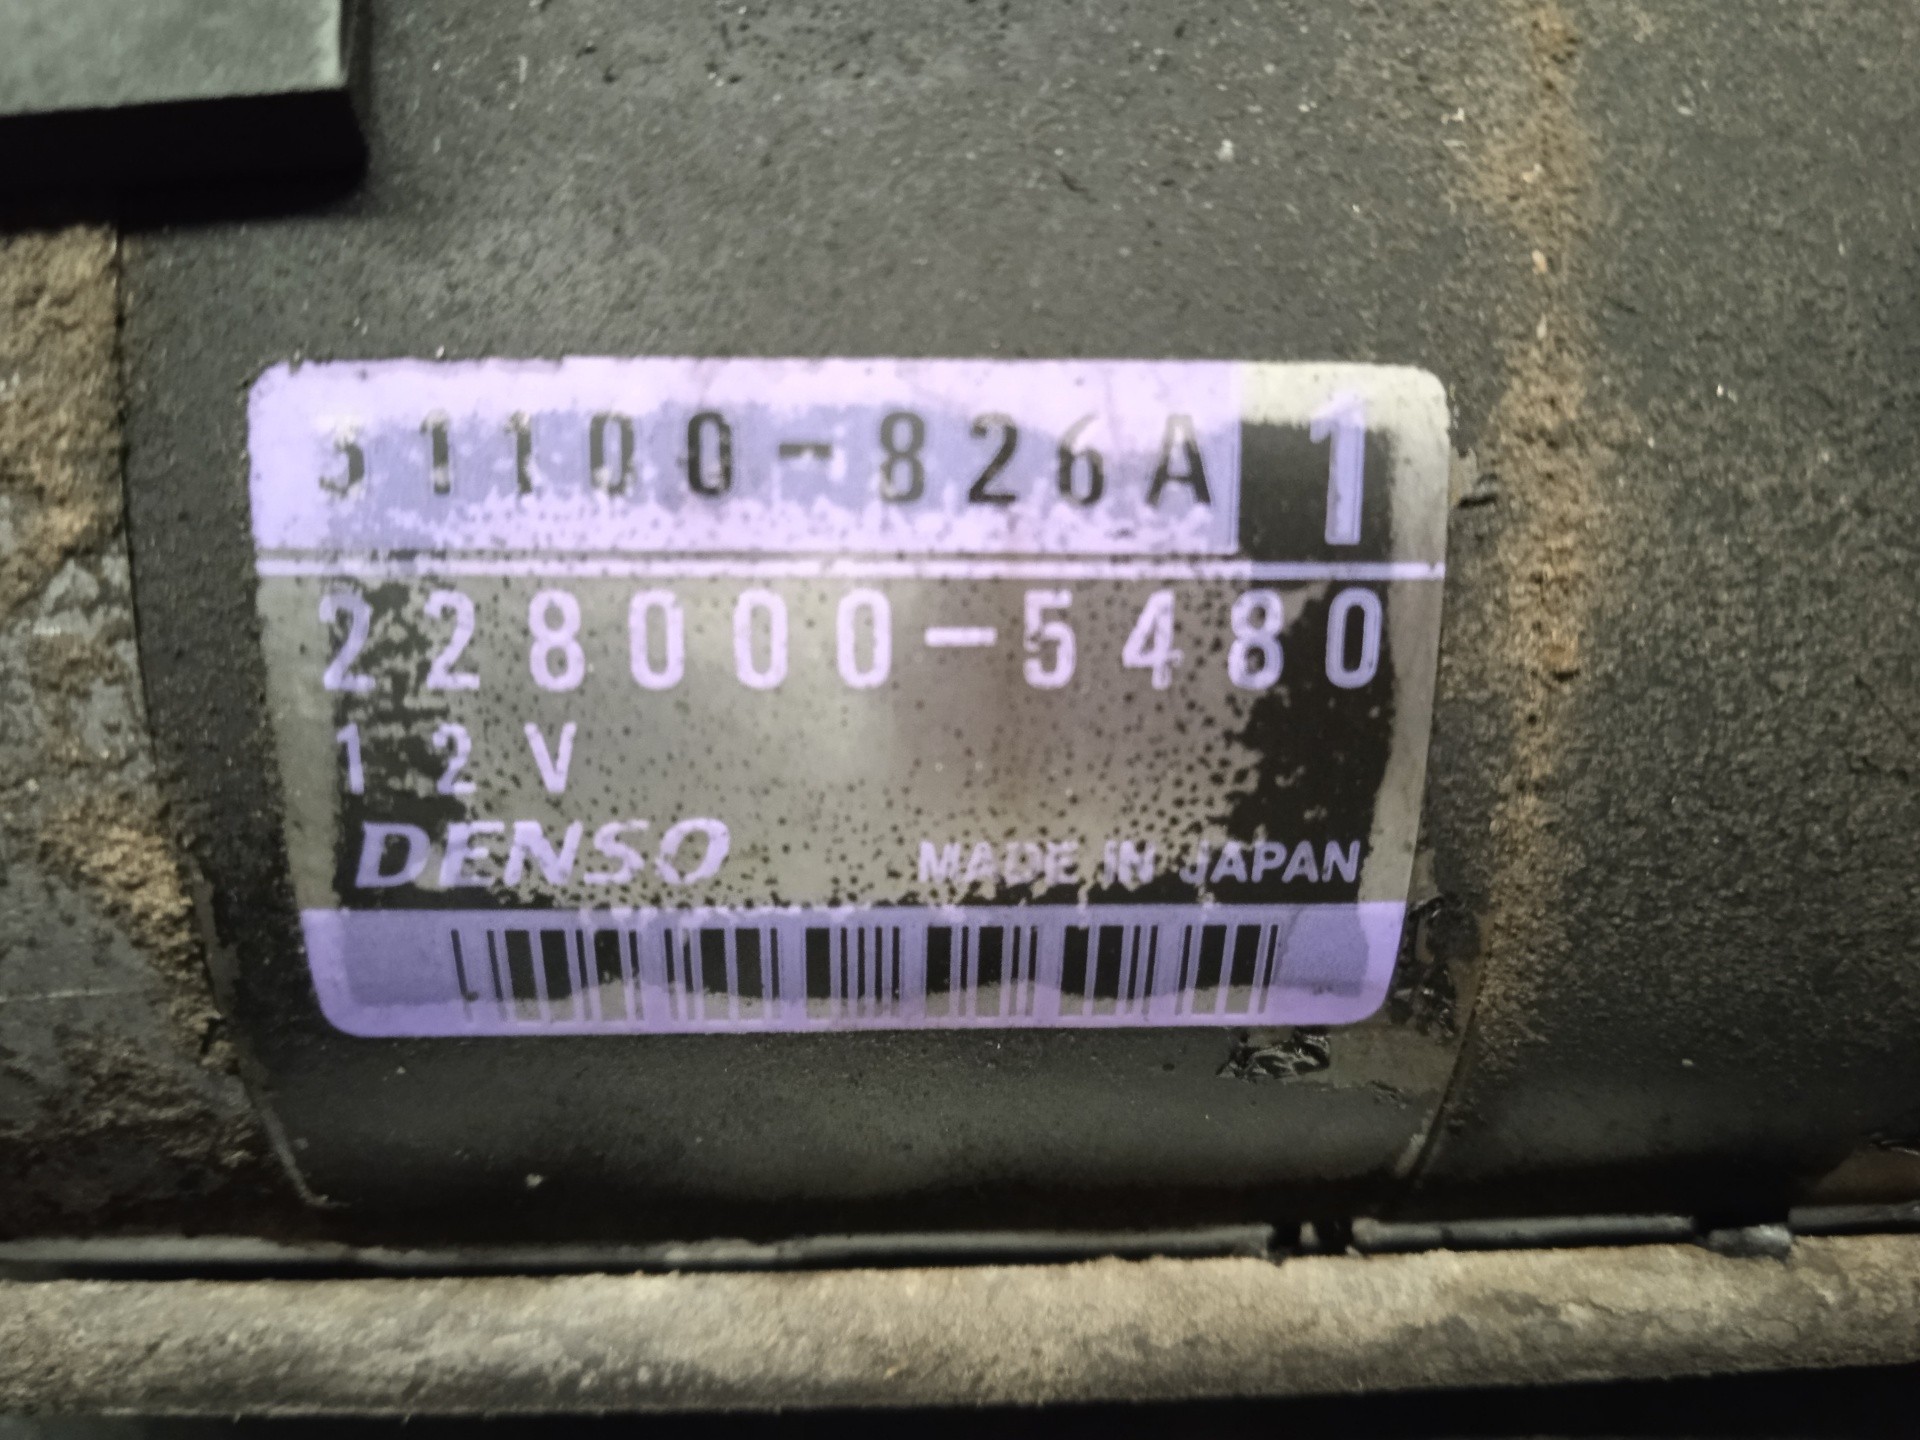 31100-826A 1
228000-5480
12V
DENSO MADE IN JAPAN